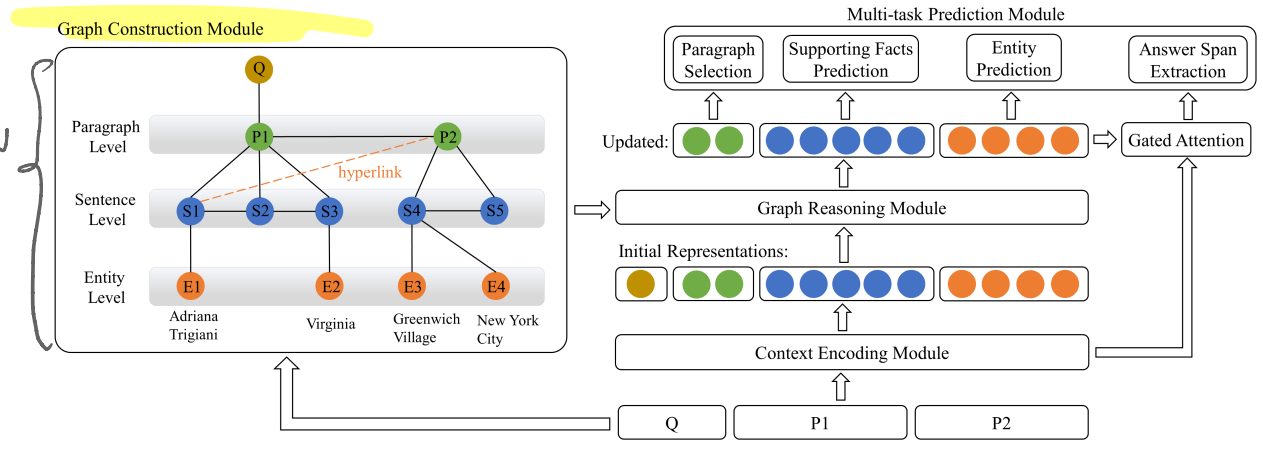 Graph Construction Module
Q
Paragraph
Level
P1
P2
hyperlink
Sentence
Level
S1
S2
S3
S4
S5
Entity
Level
E1
E2
E3
E4
Adriana
Trigiani
Virginia
Greenwich
Village
New York
City
Multi-task Prediction Module
Paragraph
Selection
Supporting Facts
Prediction
Entity
Prediction
Answer Span
Extraction
Updated:
Gated Attention
Graph Reasoning Module
Initial Representations:
Context Encoding Module
Q
P1
P2